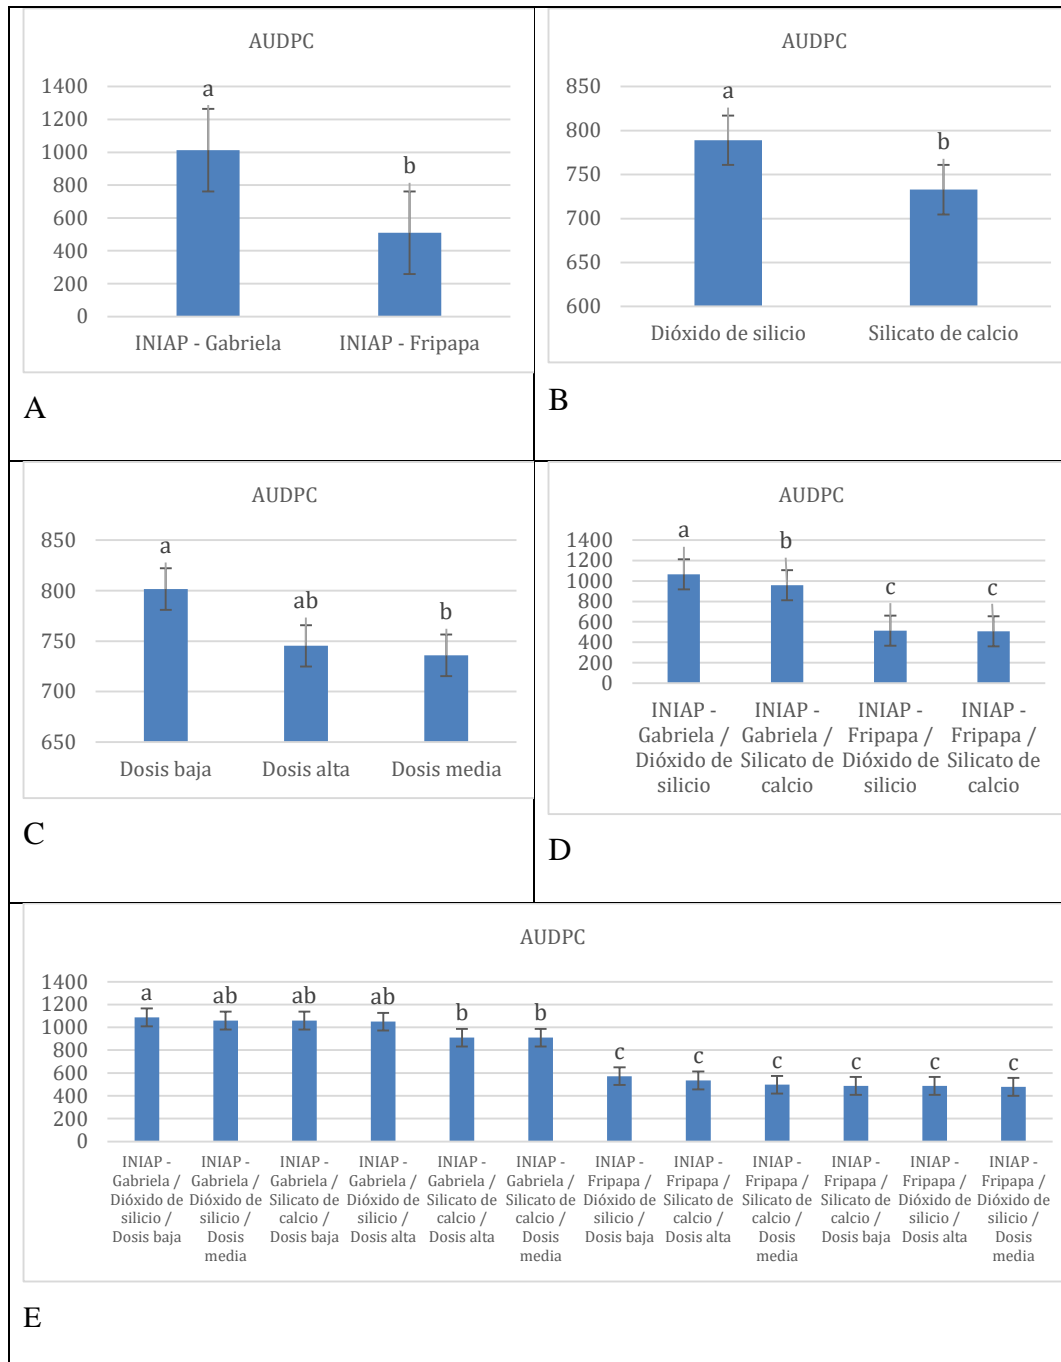 AUDPC
1400
1200
1000
800
600
400
200
0
a
b
INIAP - Gabriela
INIAP - Fripapa
A
AUDPC
850
800
750
700
650
600
a
b
Dióxido de silicio
Silicato de calcio
B
AUDPC
850
800
750
700
650
a
ab
b
Dosis baja
Dosis alta
Dosis media
C
AUDPC
1400
1200
1000
800
600
400
200
0
a
b
c
c
INIAP -
Gabriela /
Dióxido de
silicio
INIAP -
Gabriela /
Silicato de
calcio
INIAP -
Fripapa /
Dióxido de
silicio
INIAP -
Fripapa /
Silicato de
calcio
D
AUDPC
1400
1200
1000
800
600
400
200
0
a
ab
ab
ab
b
b
c
c
c
c
c
c
INIAP -
Gabriela /
Dióxido de
silicio /
Dosis baja
INIAP -
Gabriela /
Dióxido de
silicio /
Dosis
media
INIAP -
Gabriela /
Silicato de
calcio /
Dosis baja
INIAP -
Gabriela /
Dióxido de
silicio /
Dosis alta
INIAP -
Gabriela /
Silicato de
calcio /
Dosis alta
INIAP -
Gabriela /
Silicato de
calcio /
Dosis
media
INIAP -
Fripapa /
Dióxido de
silicio /
Dosis baja
INIAP -
Fripapa /
Silicato de
calcio /
Dosis alta
INIAP -
Fripapa /
Silicato de
calcio /
Dosis
media
INIAP -
Fripapa /
Silicato de
calcio /
Dosis baja
INIAP -
Fripapa /
Dióxido de
silicio /
Dosis alta
INIAP -
Fripapa /
Dióxido de
silicio /
Dosis
media
E